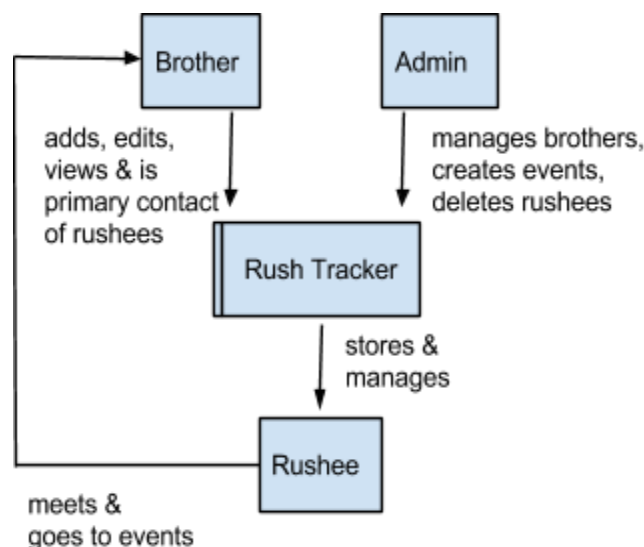 Brother
Admin
adds, edits,
views & is
primary contact
of rushees
manages brothers,
creates events,
deletes rushees
Rush Tracker
stores &
manages
Rushee
meets &
goes to events